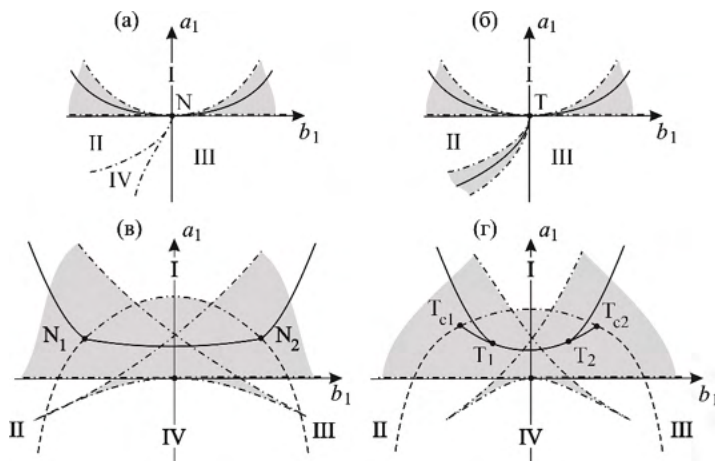 (а) a₁ (б) a₁
I I
N T
b₁ b₁
II III II III
IV
(в) a₁ (г) a₁
I I
N₁ N₂ Tc1 Tc2
T₁ T₂
b₁ b₁
II IV III II IV III